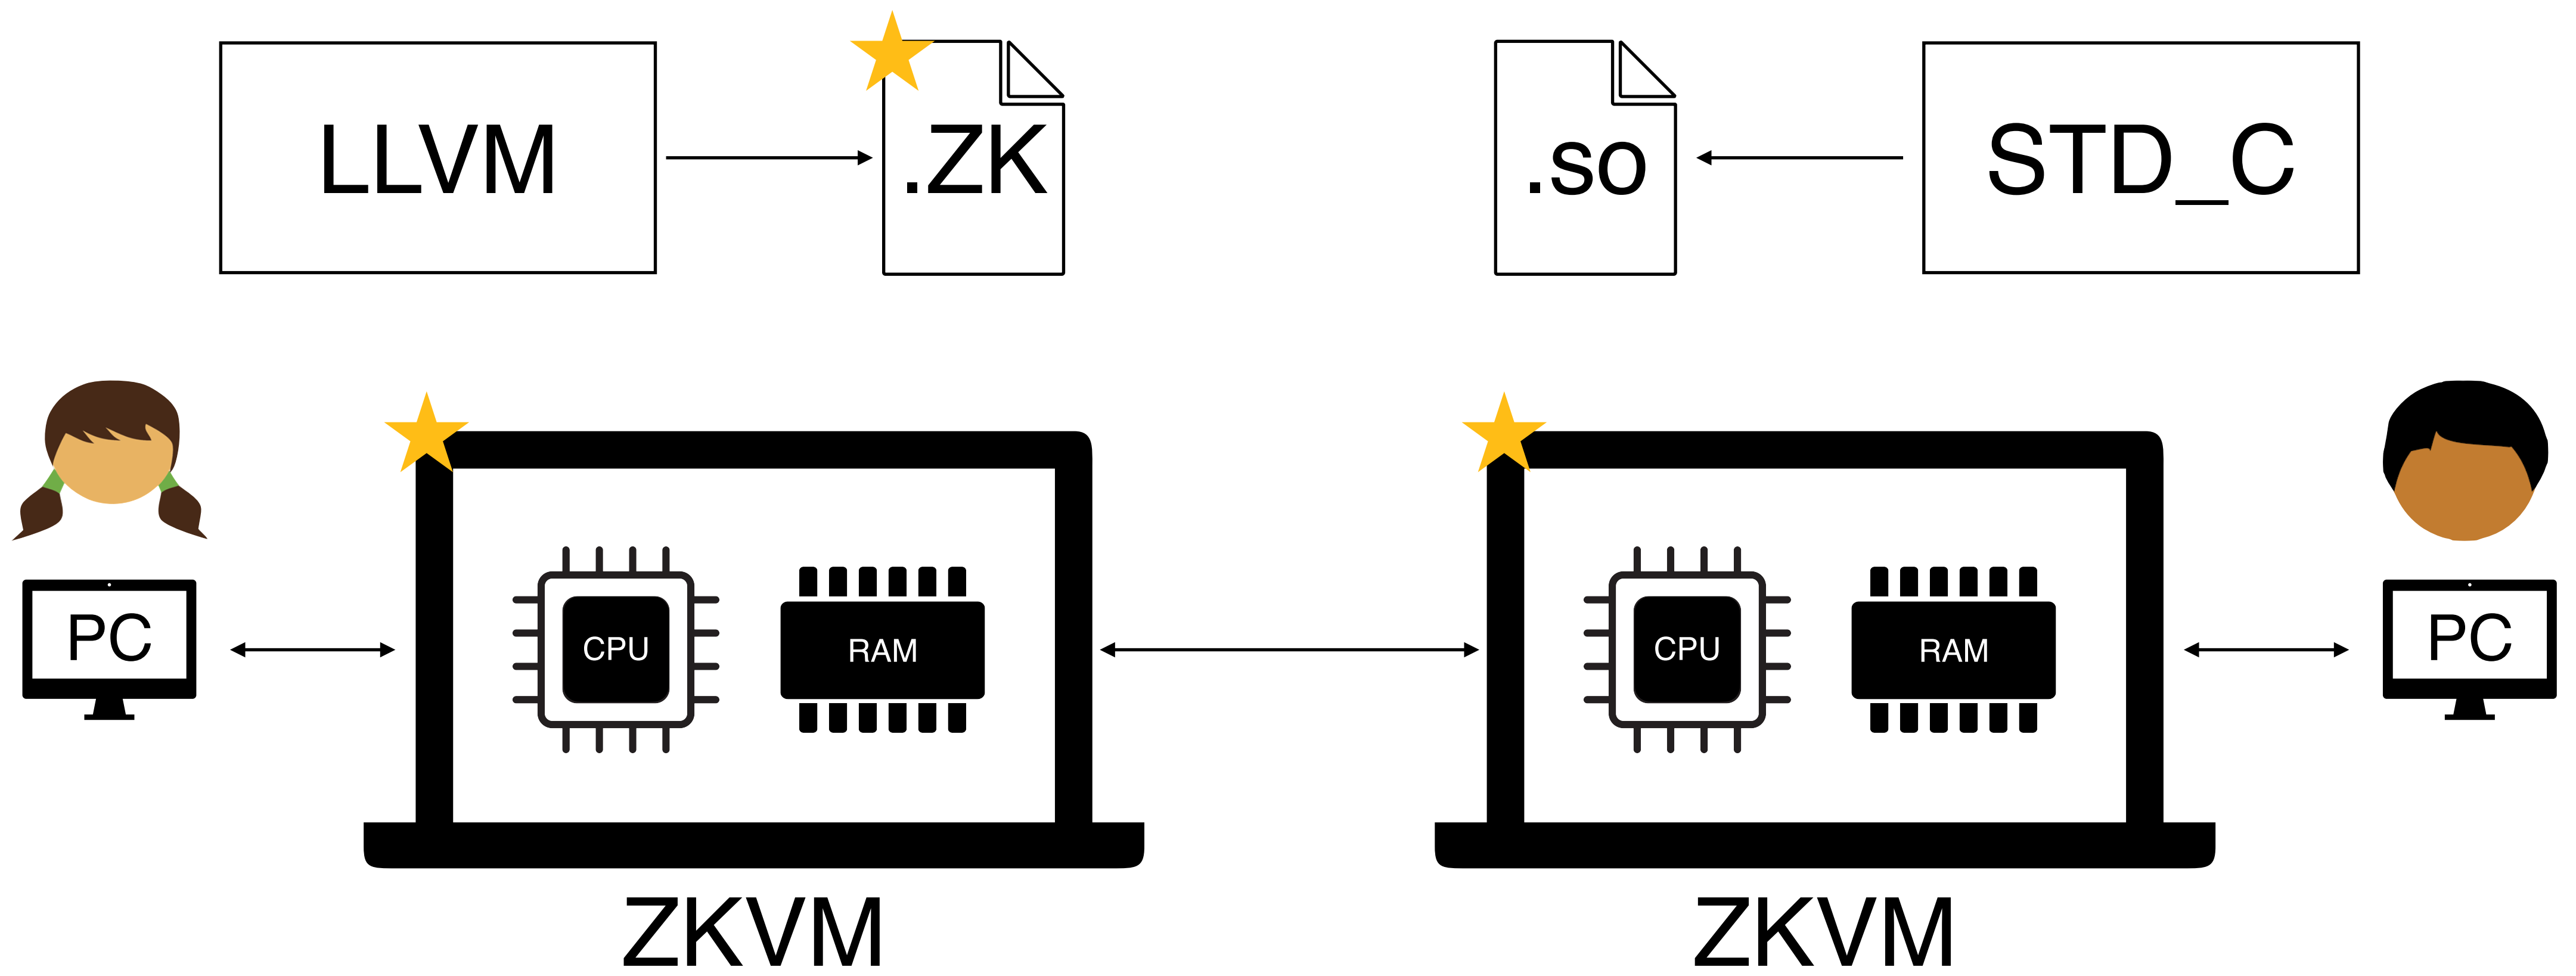 LLVM
.ZK
.so
STD_C
PC
CPU
RAM
CPU
RAM
PC
ZKVM
ZKVM